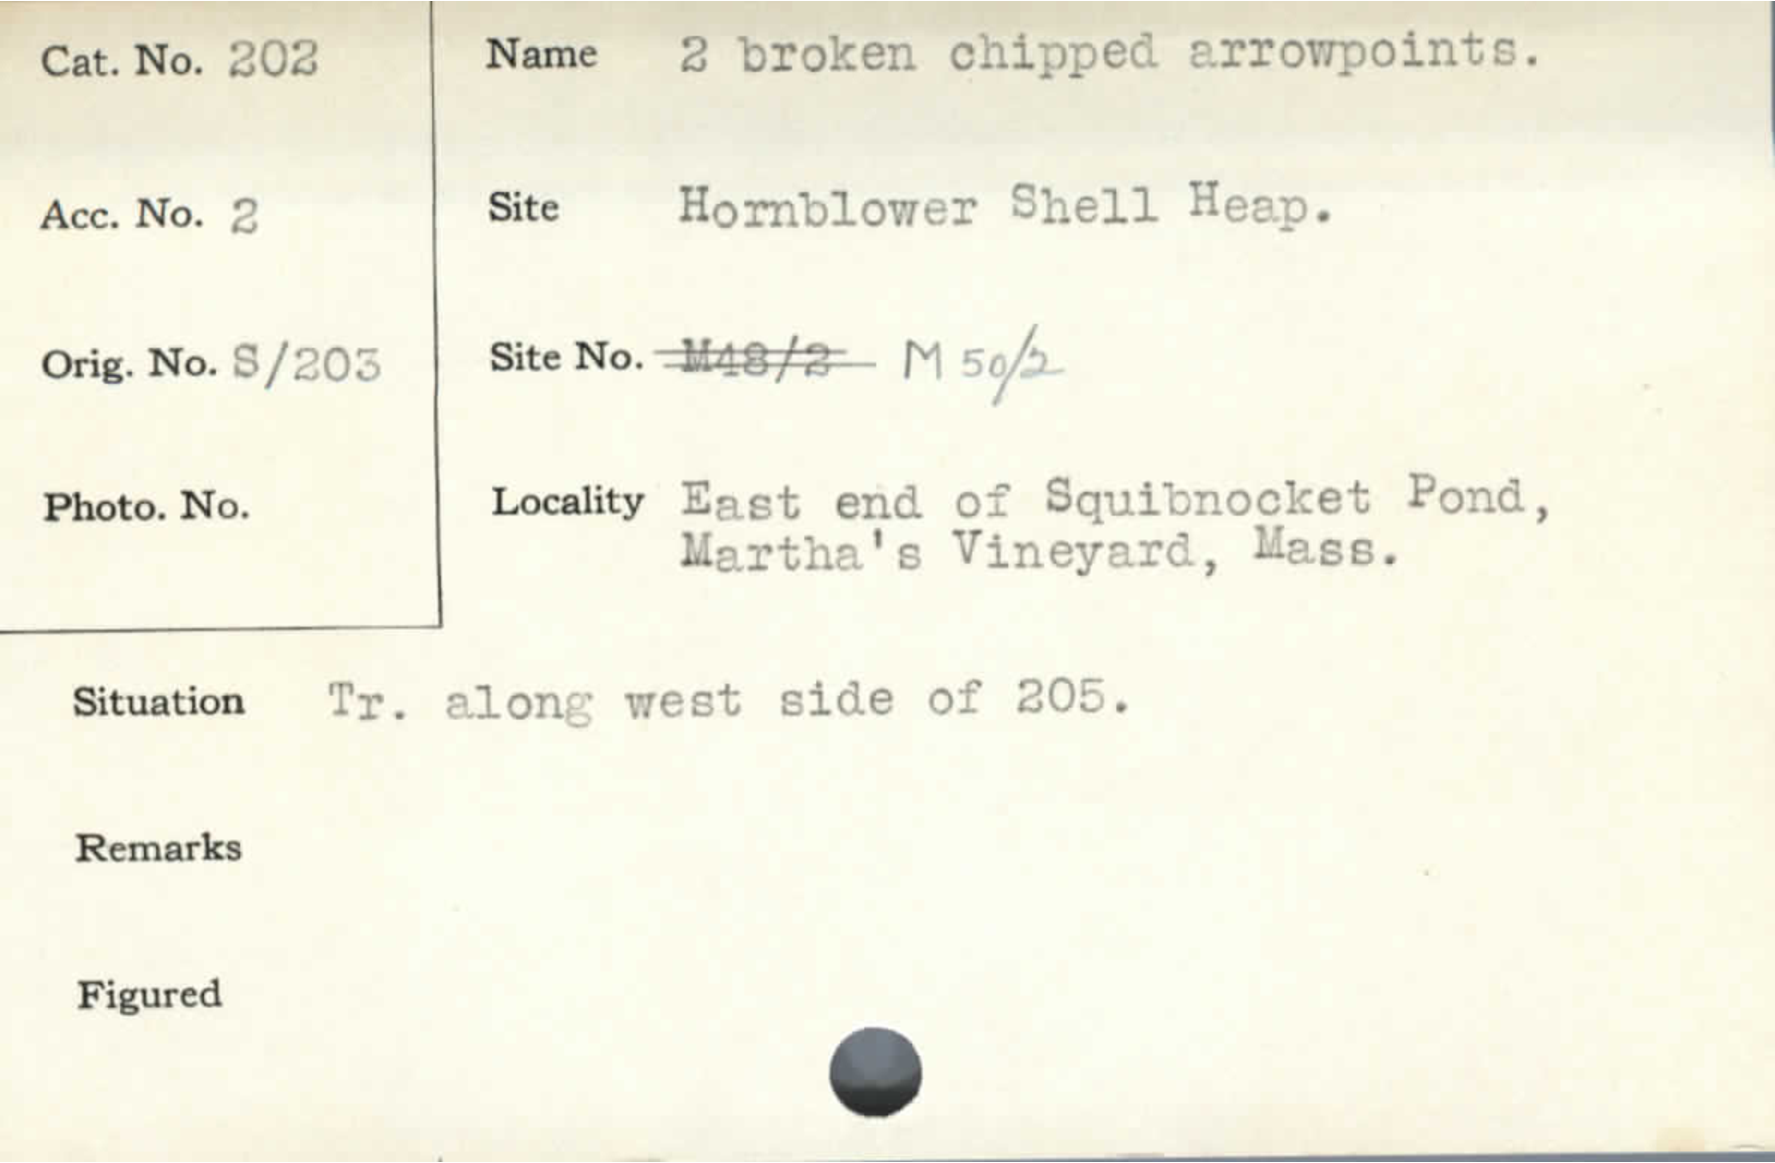 Cat. No. 202
Name 2 broken chipped arrowpoints.
Acc. No. 2
Site Hornblower Shell Heap.
Orig. No. S/203
Site No. M48/2 M 50/2
Photo. No.
Locality East end of Squibnocket Pond,
Martha's Vineyard, Mass.
Situation Tr. along west side of 205.
Remarks
Figured